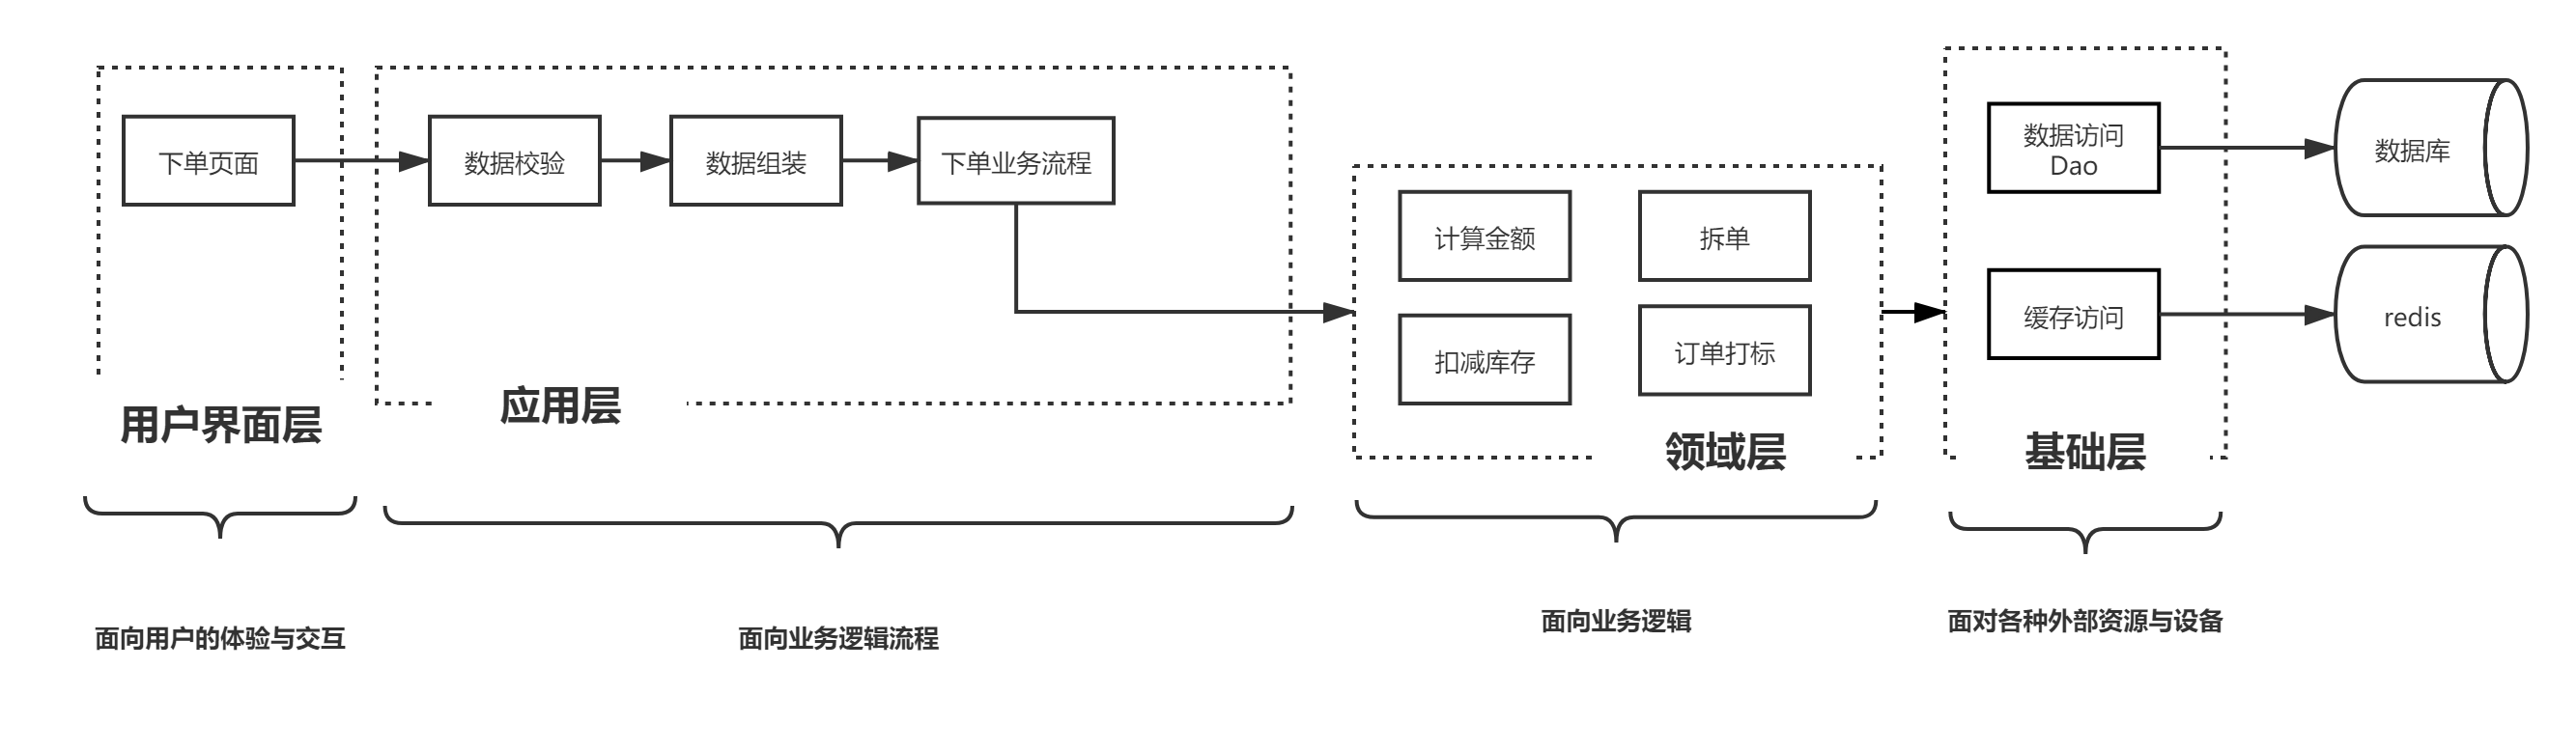 下单页面
数据校验
数据组装
下单业务流程
用户界面层
应用层
计算金额
拆单
扣减库存
订单打标
领域层
数据访问
Dao
缓存访问
基础层
数据库
redis
面向用户的体验与交互
面向业务逻辑流程
面向业务逻辑
面对各种外部资源与设备